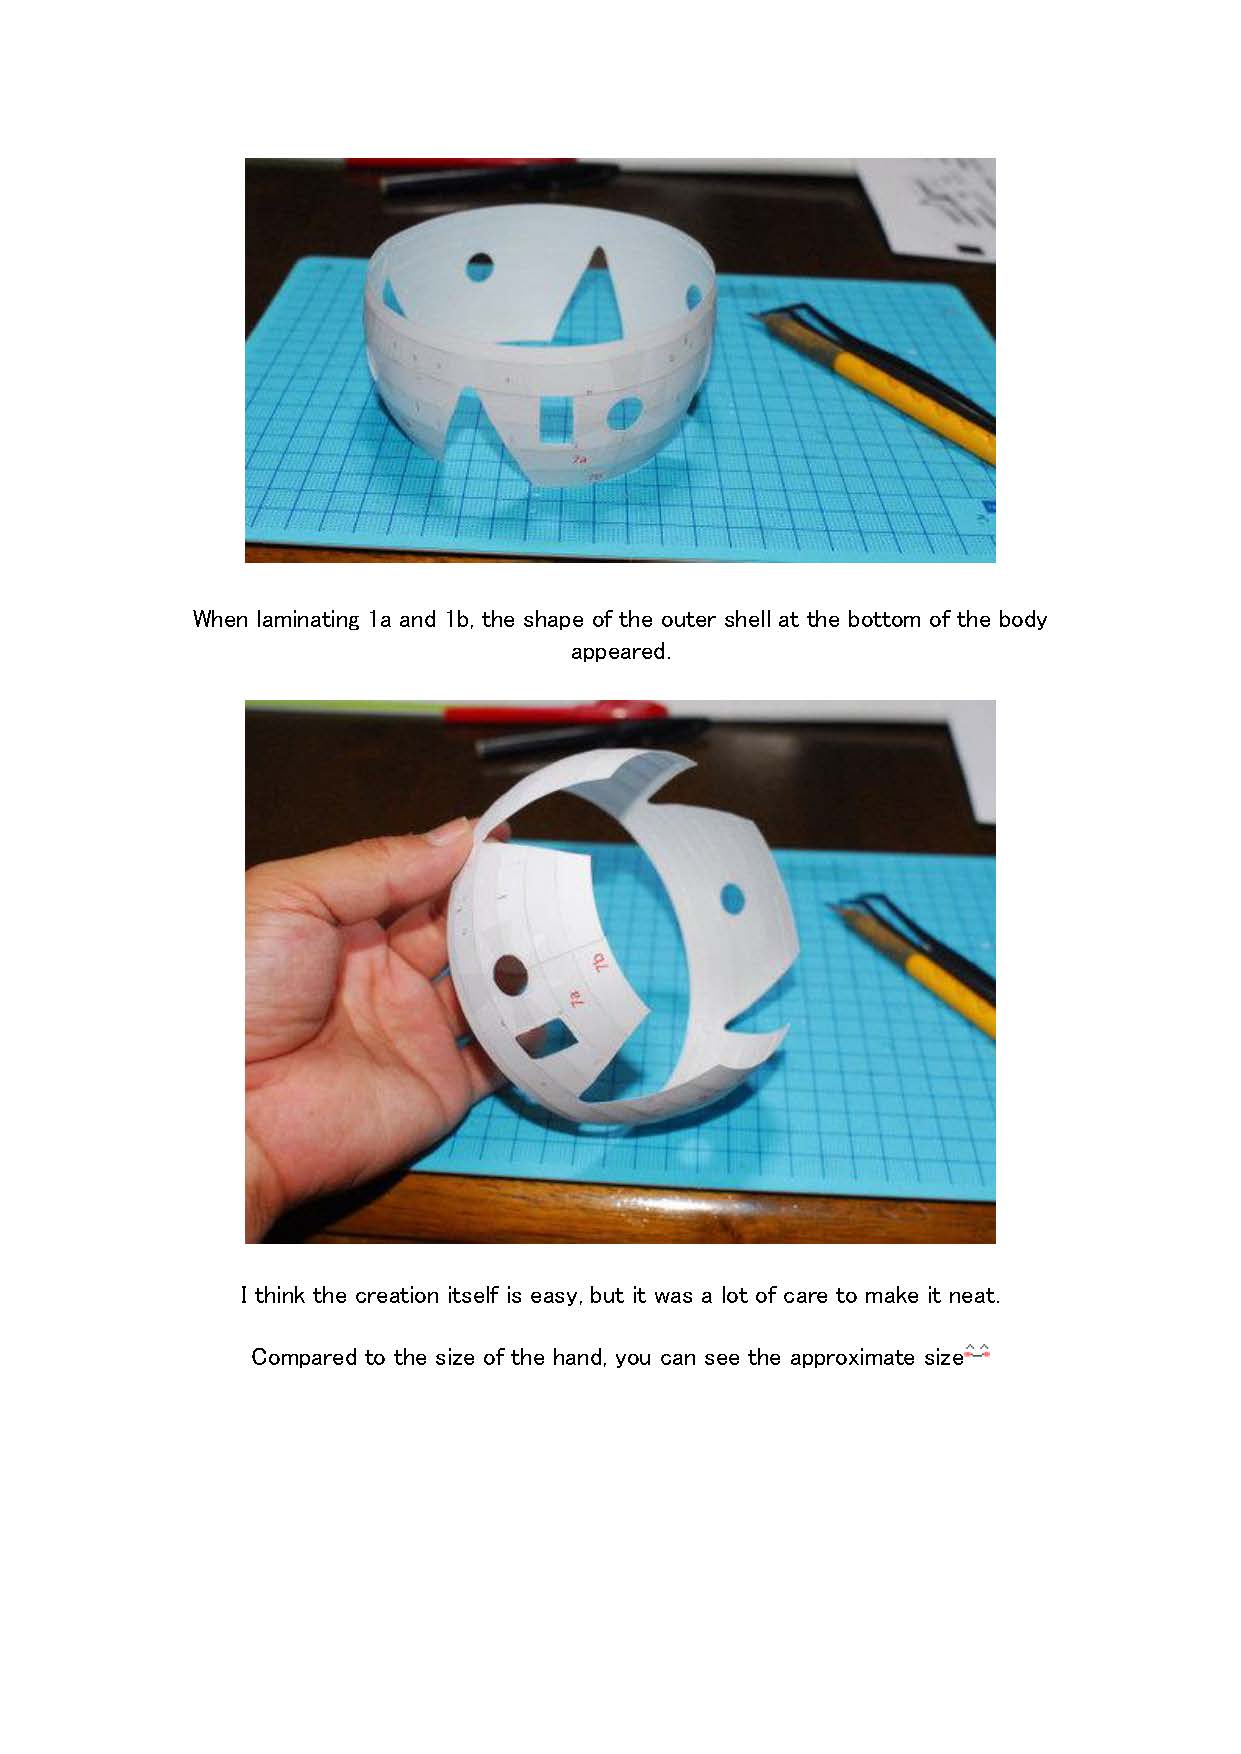 7a
When laminating 1a and 1b, the shape of the outer shell at the bottom of the body
appeared.
7b
7a
I think the creation itself is easy, but it was a lot of care to make it neat.
Compared to the size of the hand, you can see the approximate size